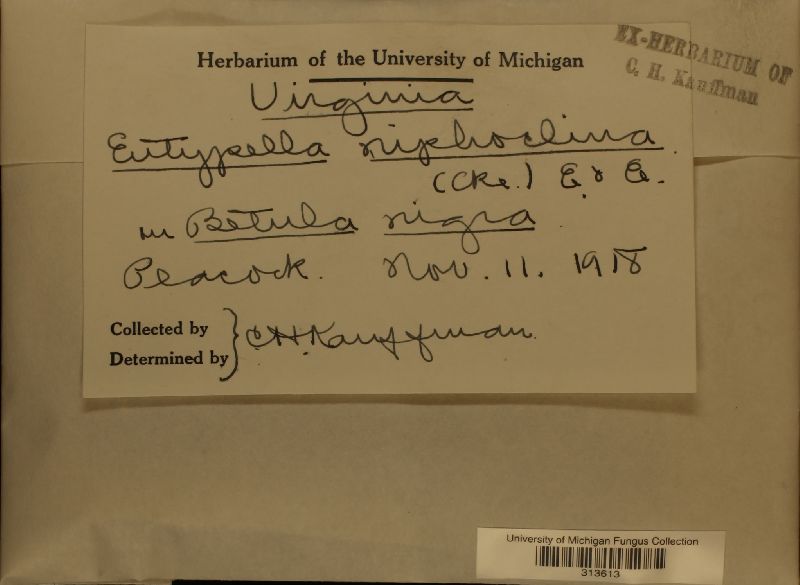 EX-HERBARIUM OF
C. H. Kauffman
Herbarium of the University of Michigan
Virginia
Eutypella niphoclina
(Cke.) E & E.
on Betula nigra
Peacock. Nov. 11. 1918
Collected by
Determined by } C H Kauffman.
University of Michigan Fungus Collection
313613